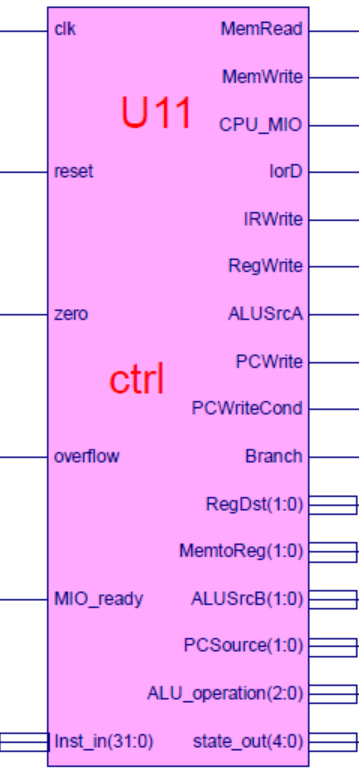 clk MemRead
MemWrite
U11
CPU_MIO
reset IorD
IRWrite
RegWrite
zero ALUSrcA
PCWrite
ctrl
PCWriteCond
overflow Branch
RegDst(1:0)
MemtoReg(1:0)
MIO_ready ALUSrcB(1:0)
PCSource(1:0)
ALU_operation(2:0)
Inst_in(31:0) state_out(4:0)